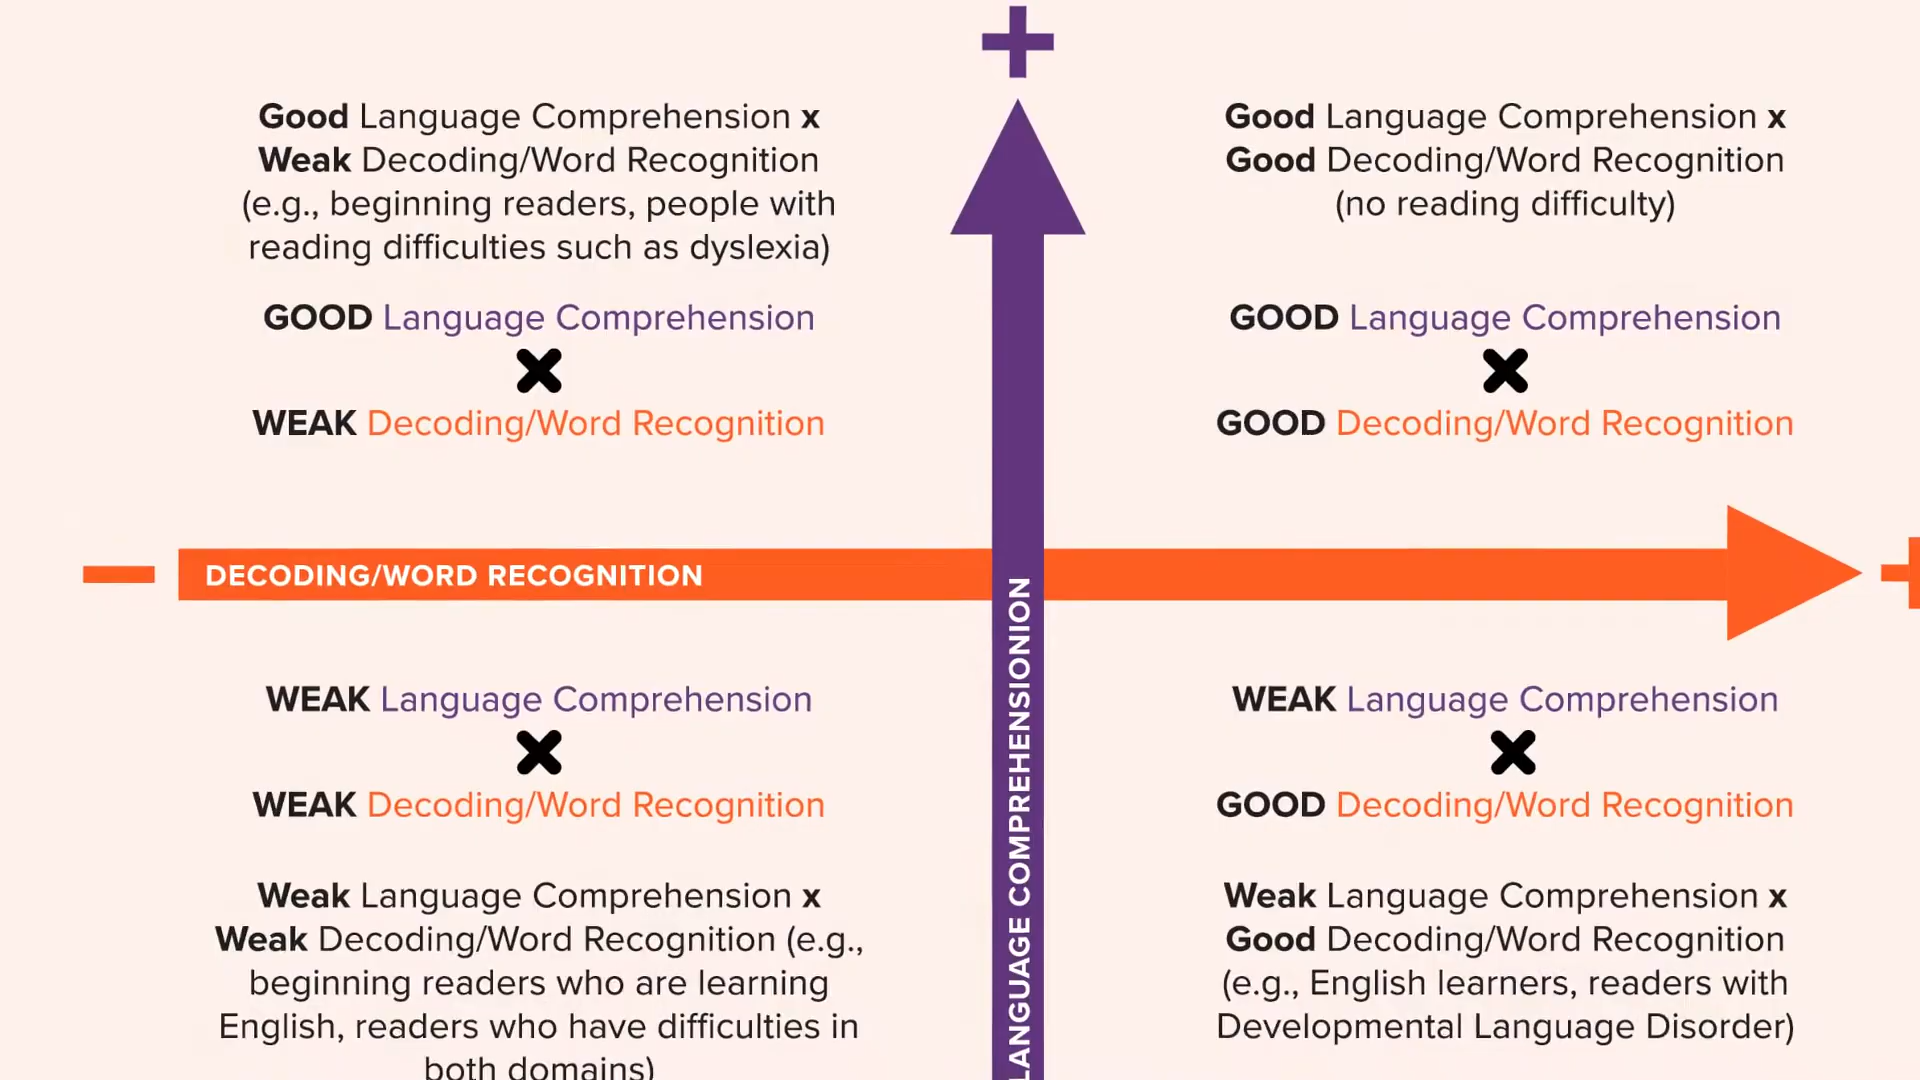 Good Language Comprehension x
Weak Decoding/Word Recognition
(e.g., beginning readers, people with
reading difficulties such as dyslexia)
GOOD Language Comprehension
WEAK Decoding/Word Recognition
Good Language Comprehension x
Good Decoding/Word Recognition
(no reading difficulty)
GOOD Language Comprehension
GOOD Decoding/Word Recognition
DECODING/WORD RECOGNITION
LANGUAGE COMPREHENSIONION
WEAK Language Comprehension
WEAK Decoding/Word Recognition
Weak Language Comprehension x
Weak Decoding/Word Recognition (e.g.,
beginning readers who are learning
English, readers who have difficulties in
both domains)
WEAK Language Comprehension
GOOD Decoding/Word Recognition
Weak Language Comprehension x
Good Decoding/Word Recognition
(e.g., English learners, readers with
Developmental Language Disorder)